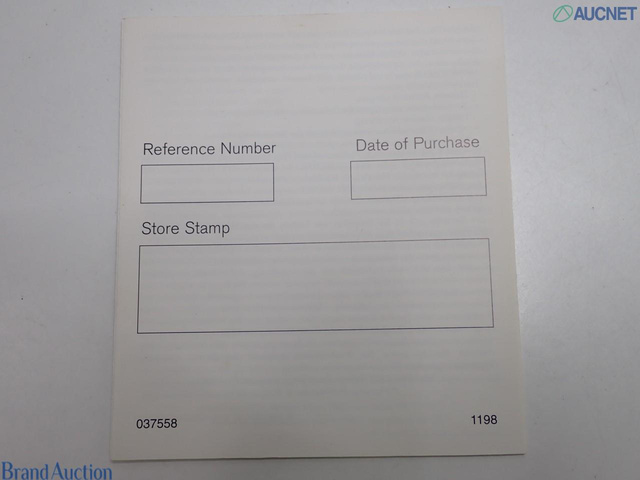 AUCNET
Reference Number
Date of Purchase
Store Stamp
037558
1198
Brand Auction